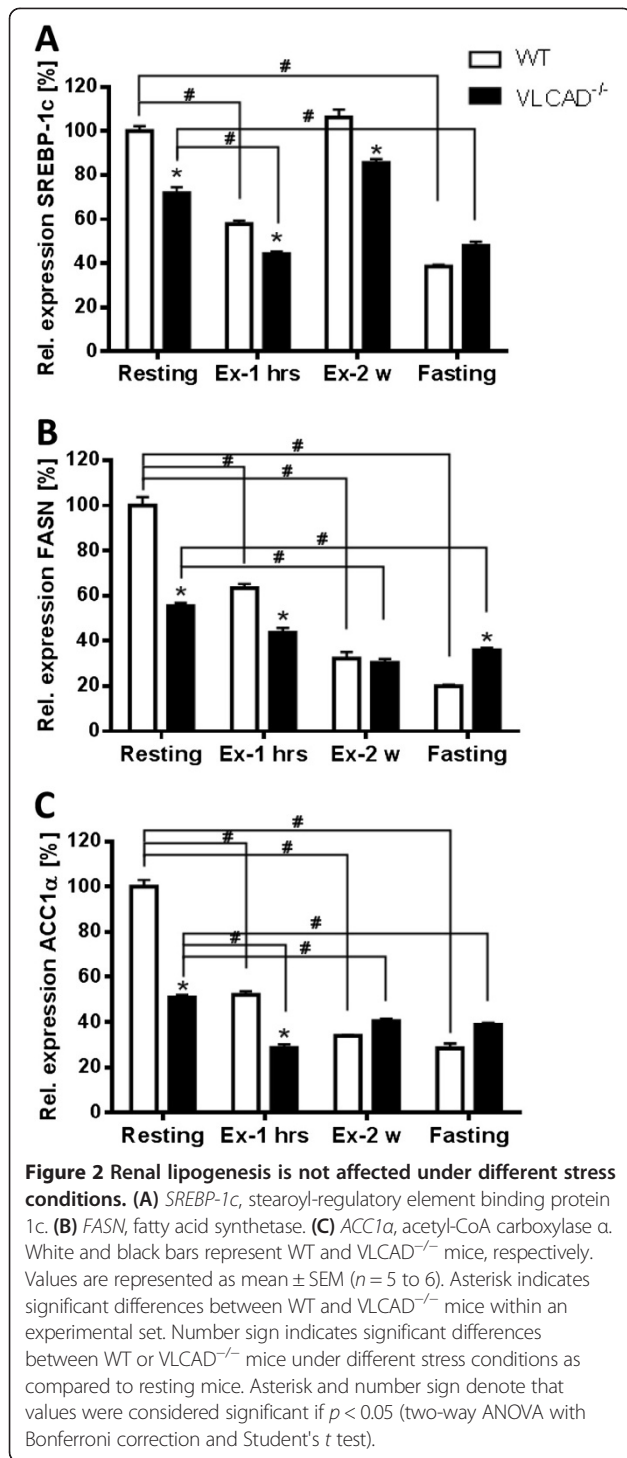 A
WT
VLCAD-/-
Rel. expression SREBP-1c [%]
120
100
80
60
40
20
0
#
#
#
#
*
*
*
Resting Ex-1 hrs Ex-2 w Fasting
B
Rel. expression FASN [%]
120
100
80
60
40
20
0
#
#
#
#
#
*
*
*
Resting Ex-1 hrs Ex-2 w Fasting
C
Rel. expression ACC1α [%]
120
100
80
60
40
20
0
#
#
#
#
#
#
*
*
Resting Ex-1 hrs Ex-2 w Fasting
Figure 2 Renal lipogenesis is not affected under different stress
conditions. (A) SREBP-1c, stearoyl-regulatory element binding protein
1c. (B) FASN, fatty acid synthetase. (C) ACC1α, acetyl-CoA carboxylase α.
White and black bars represent WT and VLCAD−/− mice, respectively.
Values are represented as mean ± SEM (n = 5 to 6). Asterisk indicates
significant differences between WT and VLCAD−/− mice within an
experimental set. Number sign indicates significant differences
between WT or VLCAD−/− mice under different stress conditions as
compared to resting mice. Asterisk and number sign denote that
values were considered significant if p < 0.05 (two-way ANOVA with
Bonferroni correction and Student's t test).